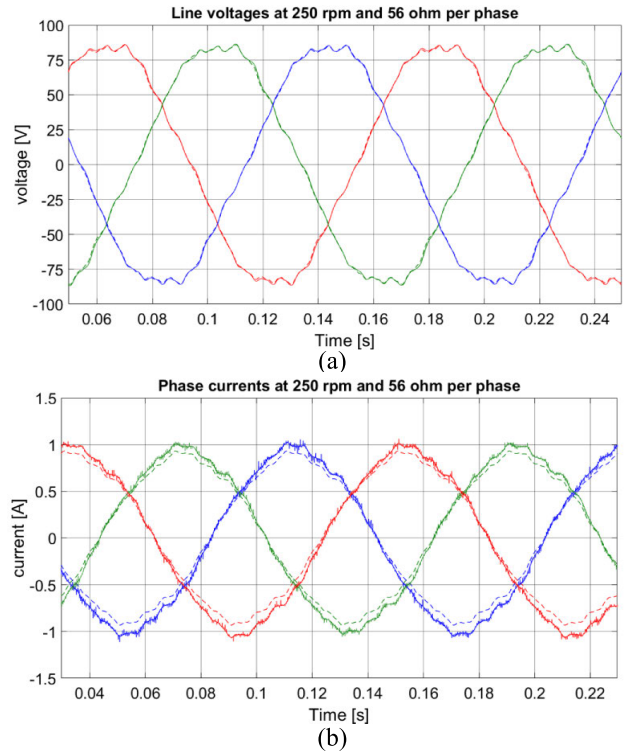 Line voltages at 250 rpm and 56 ohm per phase
100
75
50
25
0
-25
-50
-75
-100
voltage [V]
0.06 0.08 0.1 0.12 0.14 0.16 0.18 0.2 0.22 0.24
Time [s]
(a)
Phase currents at 250 rpm and 56 ohm per phase
1.5
1
0.5
0
-0.5
-1
-1.5
current [A]
0.04 0.06 0.08 0.1 0.12 0.14 0.16 0.18 0.2 0.22
Time [s]
(b)